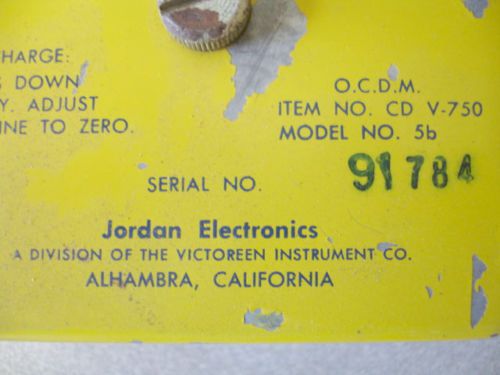 HARGE:
DOWN
Y. ADJUST
INE TO ZERO.
O.C.D.M.
ITEM NO. CD V-750
MODEL NO. 5b
SERIAL NO. 91784
Jordan Electronics
A DIVISION OF THE VICTOREEN INSTRUMENT CO.
ALHAMBRA, CALIFORNIA